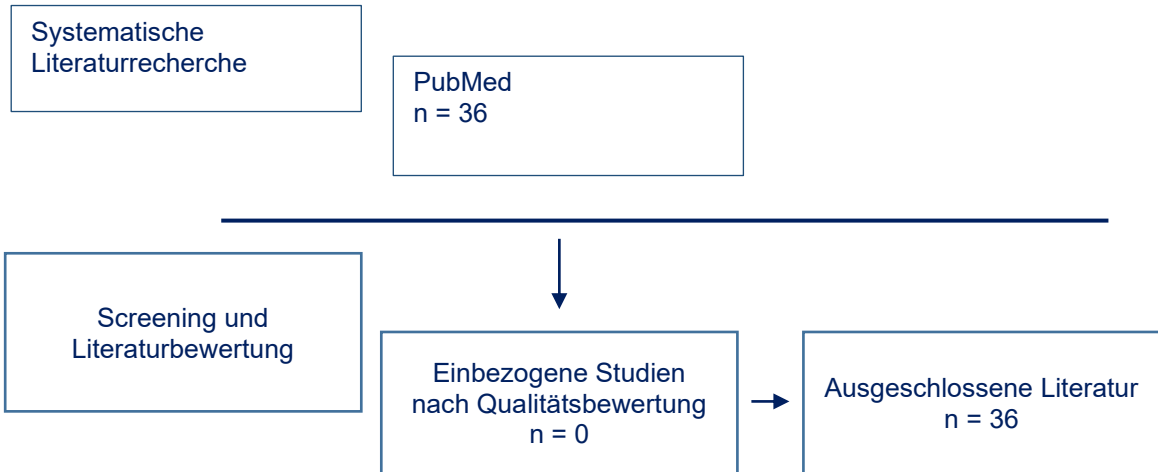 Systematische
Literaturrecherche
PubMed
n = 36
Screening und
Literaturbewertung
Einbezogene Studien
nach Qualitätsbewertung
n = 0
Ausgeschlossene Literatur
n = 36